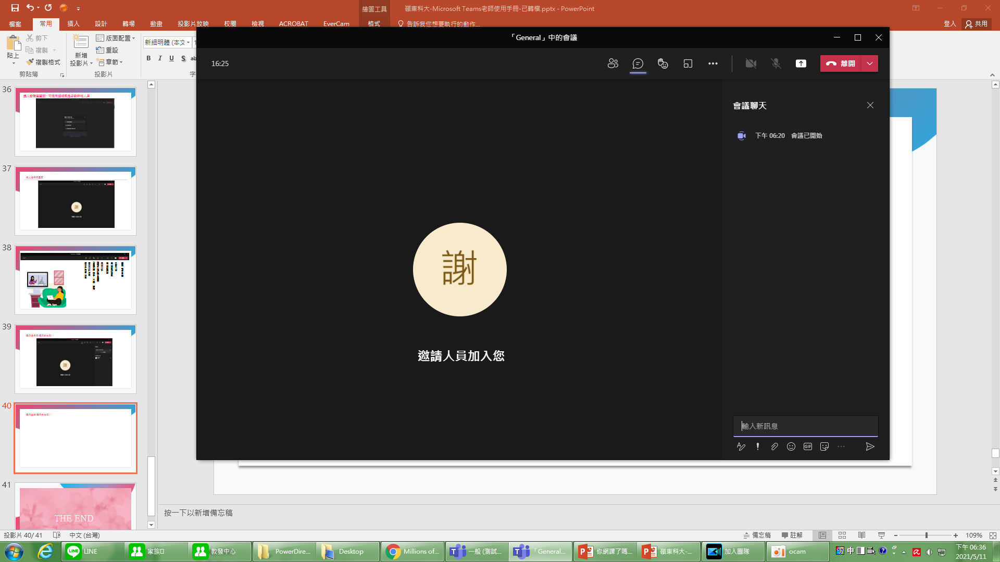 繪圖工具
嶺東科大-Microsoft Teams老師使用手冊-已轉檔.pptx - PowerPoint
檔案
常用
插入
設計
轉場
動畫
投影片放映
校閱
檢視
ACROBAT
EverCam
格式
告訴我您想要執行的動作...
登入
共用
貼上
剪下
複製
複製格式
剪貼簿
新增
投影片
版面配置
重設
章節
投影片
新細明體 (本文
B I U S abc
字
「General」中的會議
16:25
離開
會議聊天
下午 06:20 會議已開始
謝
邀請人員加入您
輸入新訊息
GIF
36
37
38
39
40
41
THE END
按一下以新增備忘稿
投影片 40/ 41
中文 (台灣)
備忘稿
註解
109%
LINE
家族
教發中心
PowerDire...
Desktop
Millions of...
一般 (測試...
「General...
你網課了嗎...
嶺東科大-...
加入團隊
ocam
中
下午 06:36
2021/5/11